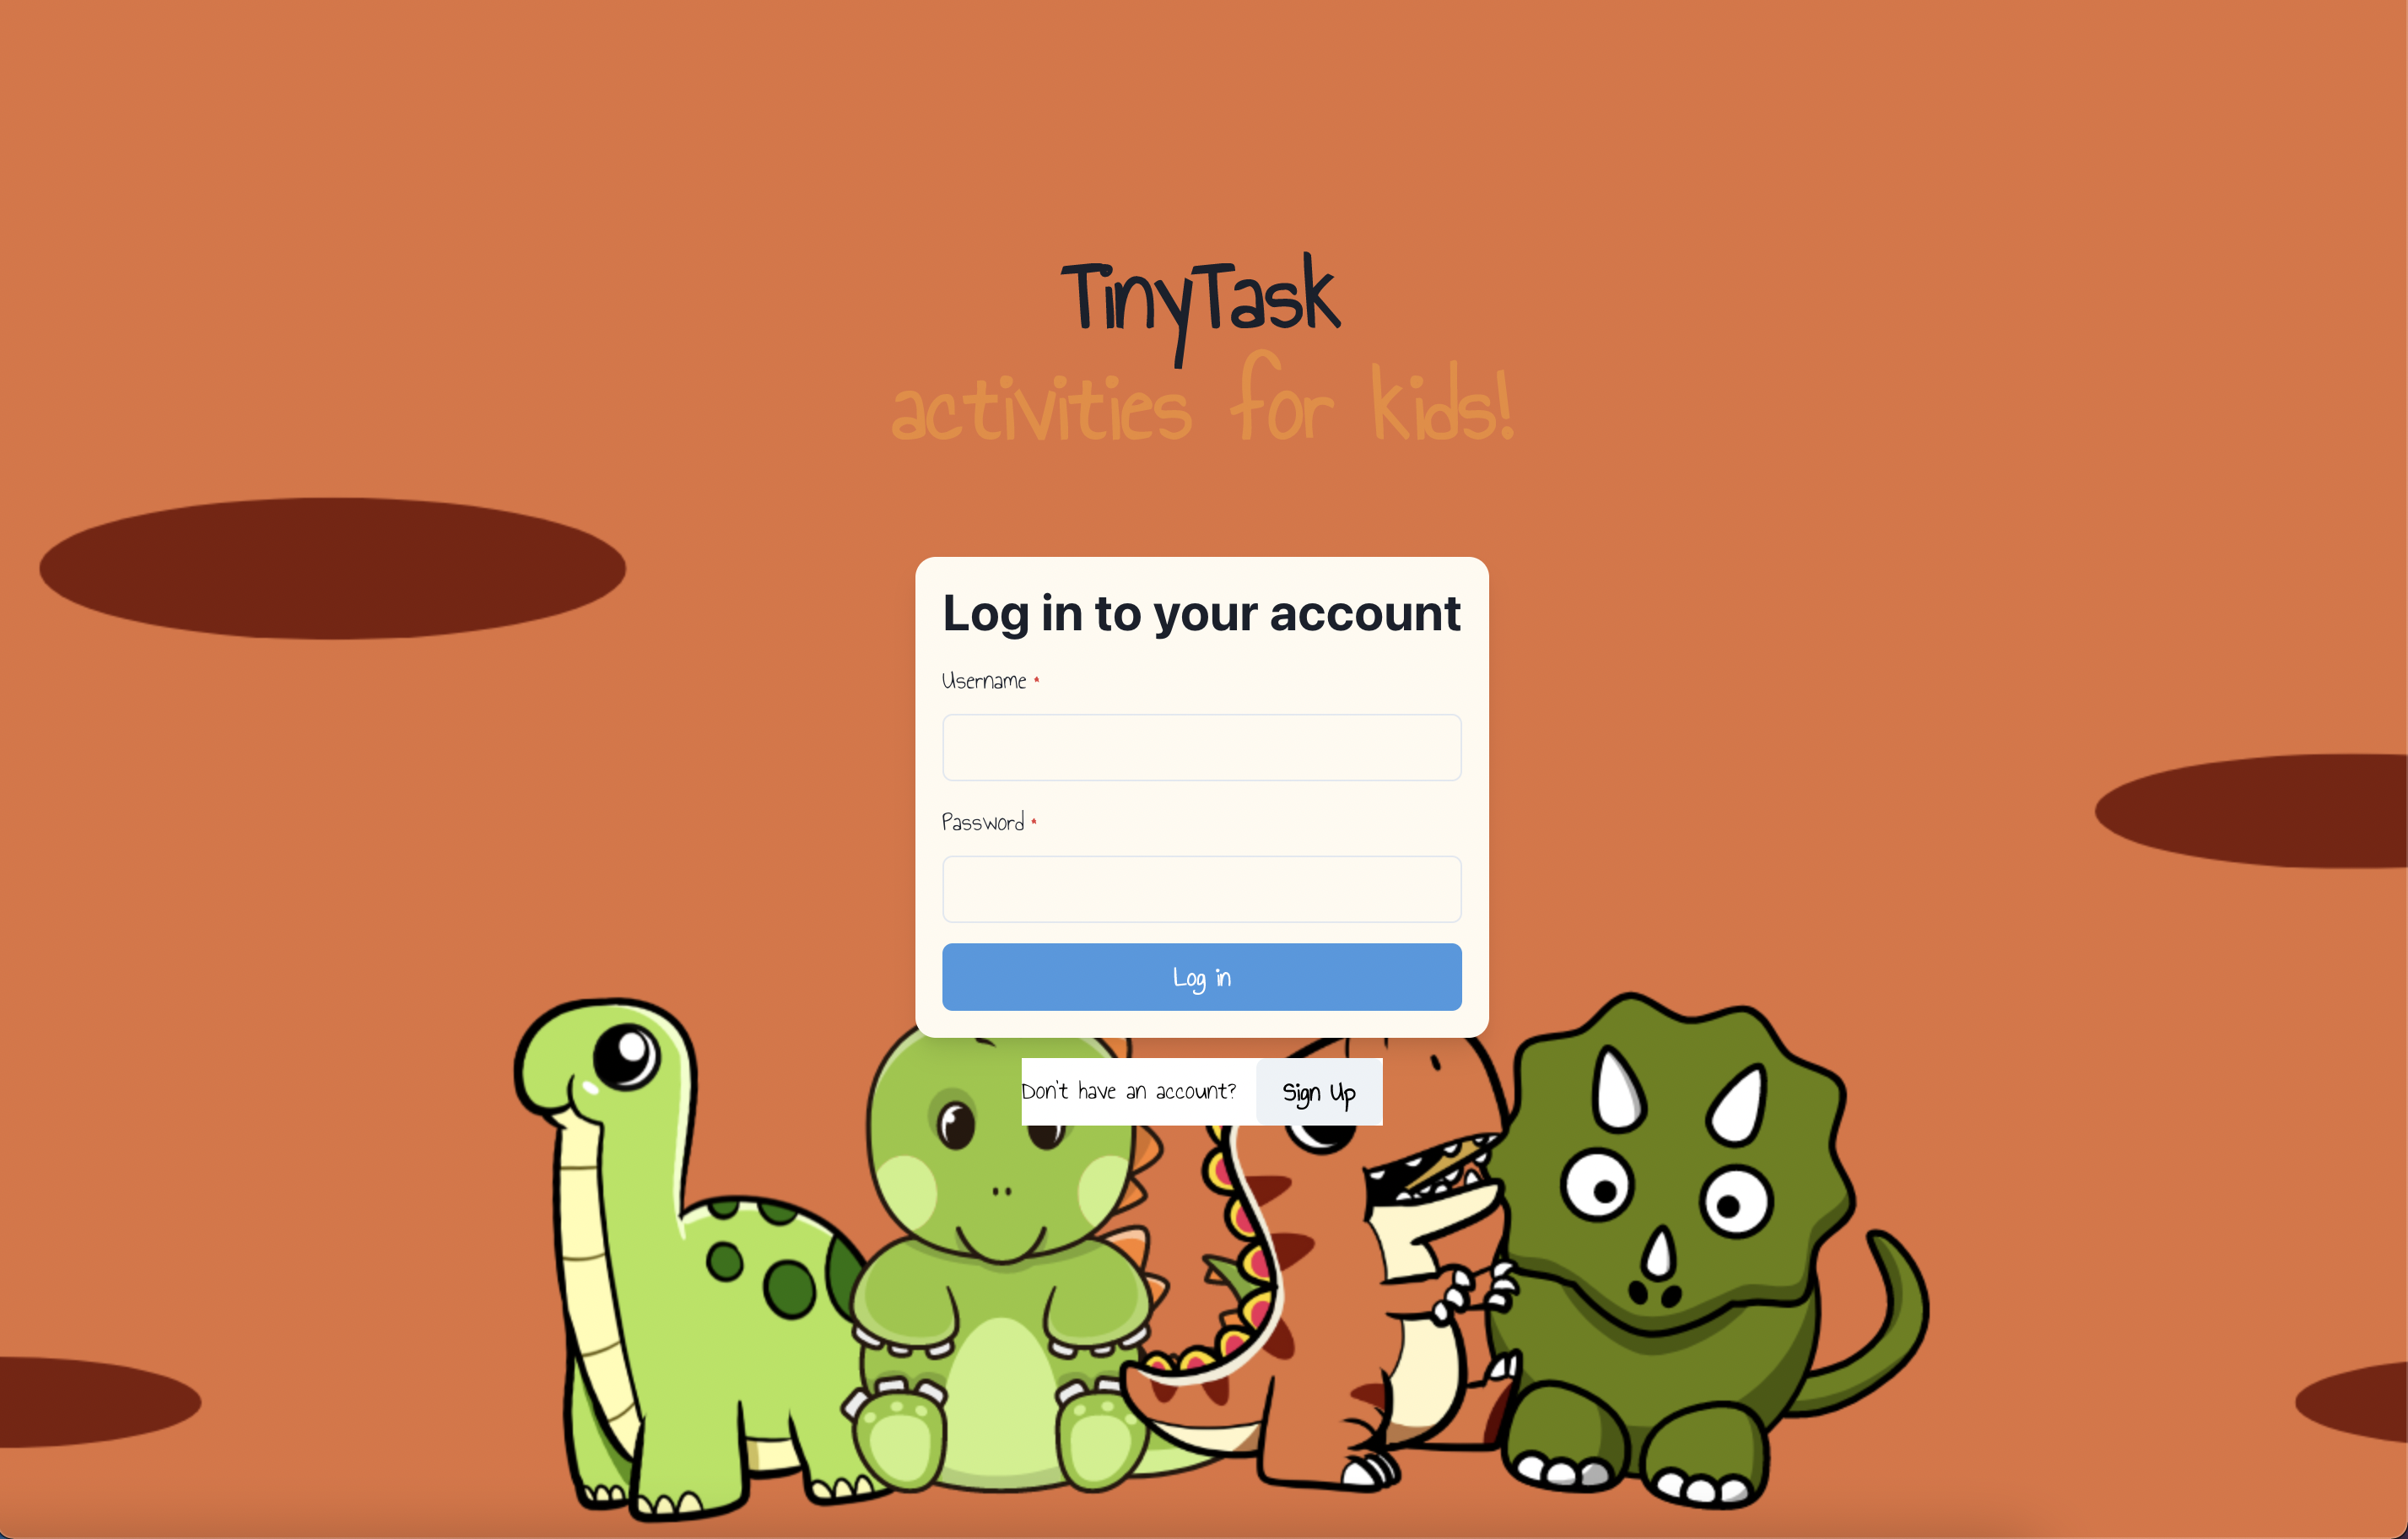 TinyTask
activities for kids!
Log in to your account
Username *
Password *
Log in
Don't have an account? Sign Up